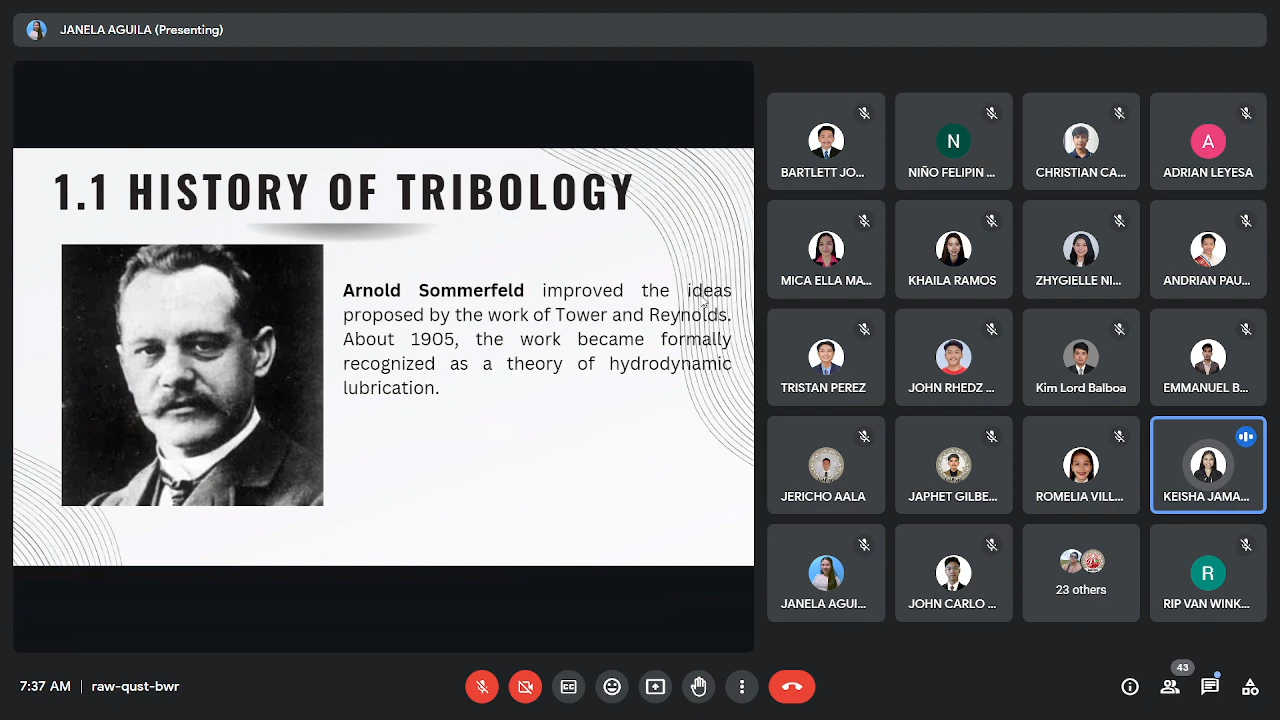 JANELA AGUILA (Presenting)
1.1 HISTORY OF TRIBOLOGY
Arnold Sommerfeld improved the ideas
proposed by the work of Tower and Reynolds.
About 1905, the work became formally
recognized as a theory of hydrodynamic
lubrication.
BARTLETT JO...
N
NIÑO FELIPIN ...
CHRISTIAN CA...
A
ADRIAN LEYESA
MICA ELLA MA...
KHAILA RAMOS
ZHYGIELLE NI...
ANDRIAN PAU...
TRISTAN PEREZ
JOHN RHEDZ ...
Kim Lord Balboa
EMMANUEL B...
JERICHO AALA
JAPHET GILBE...
ROMELIA VILL...
KEISHA JAMA...
JANELA AGUI...
JOHN CARLO ...
23 others
R
RIP VAN WINK...
7:37 AM | raw-qust-bwr
CC
43